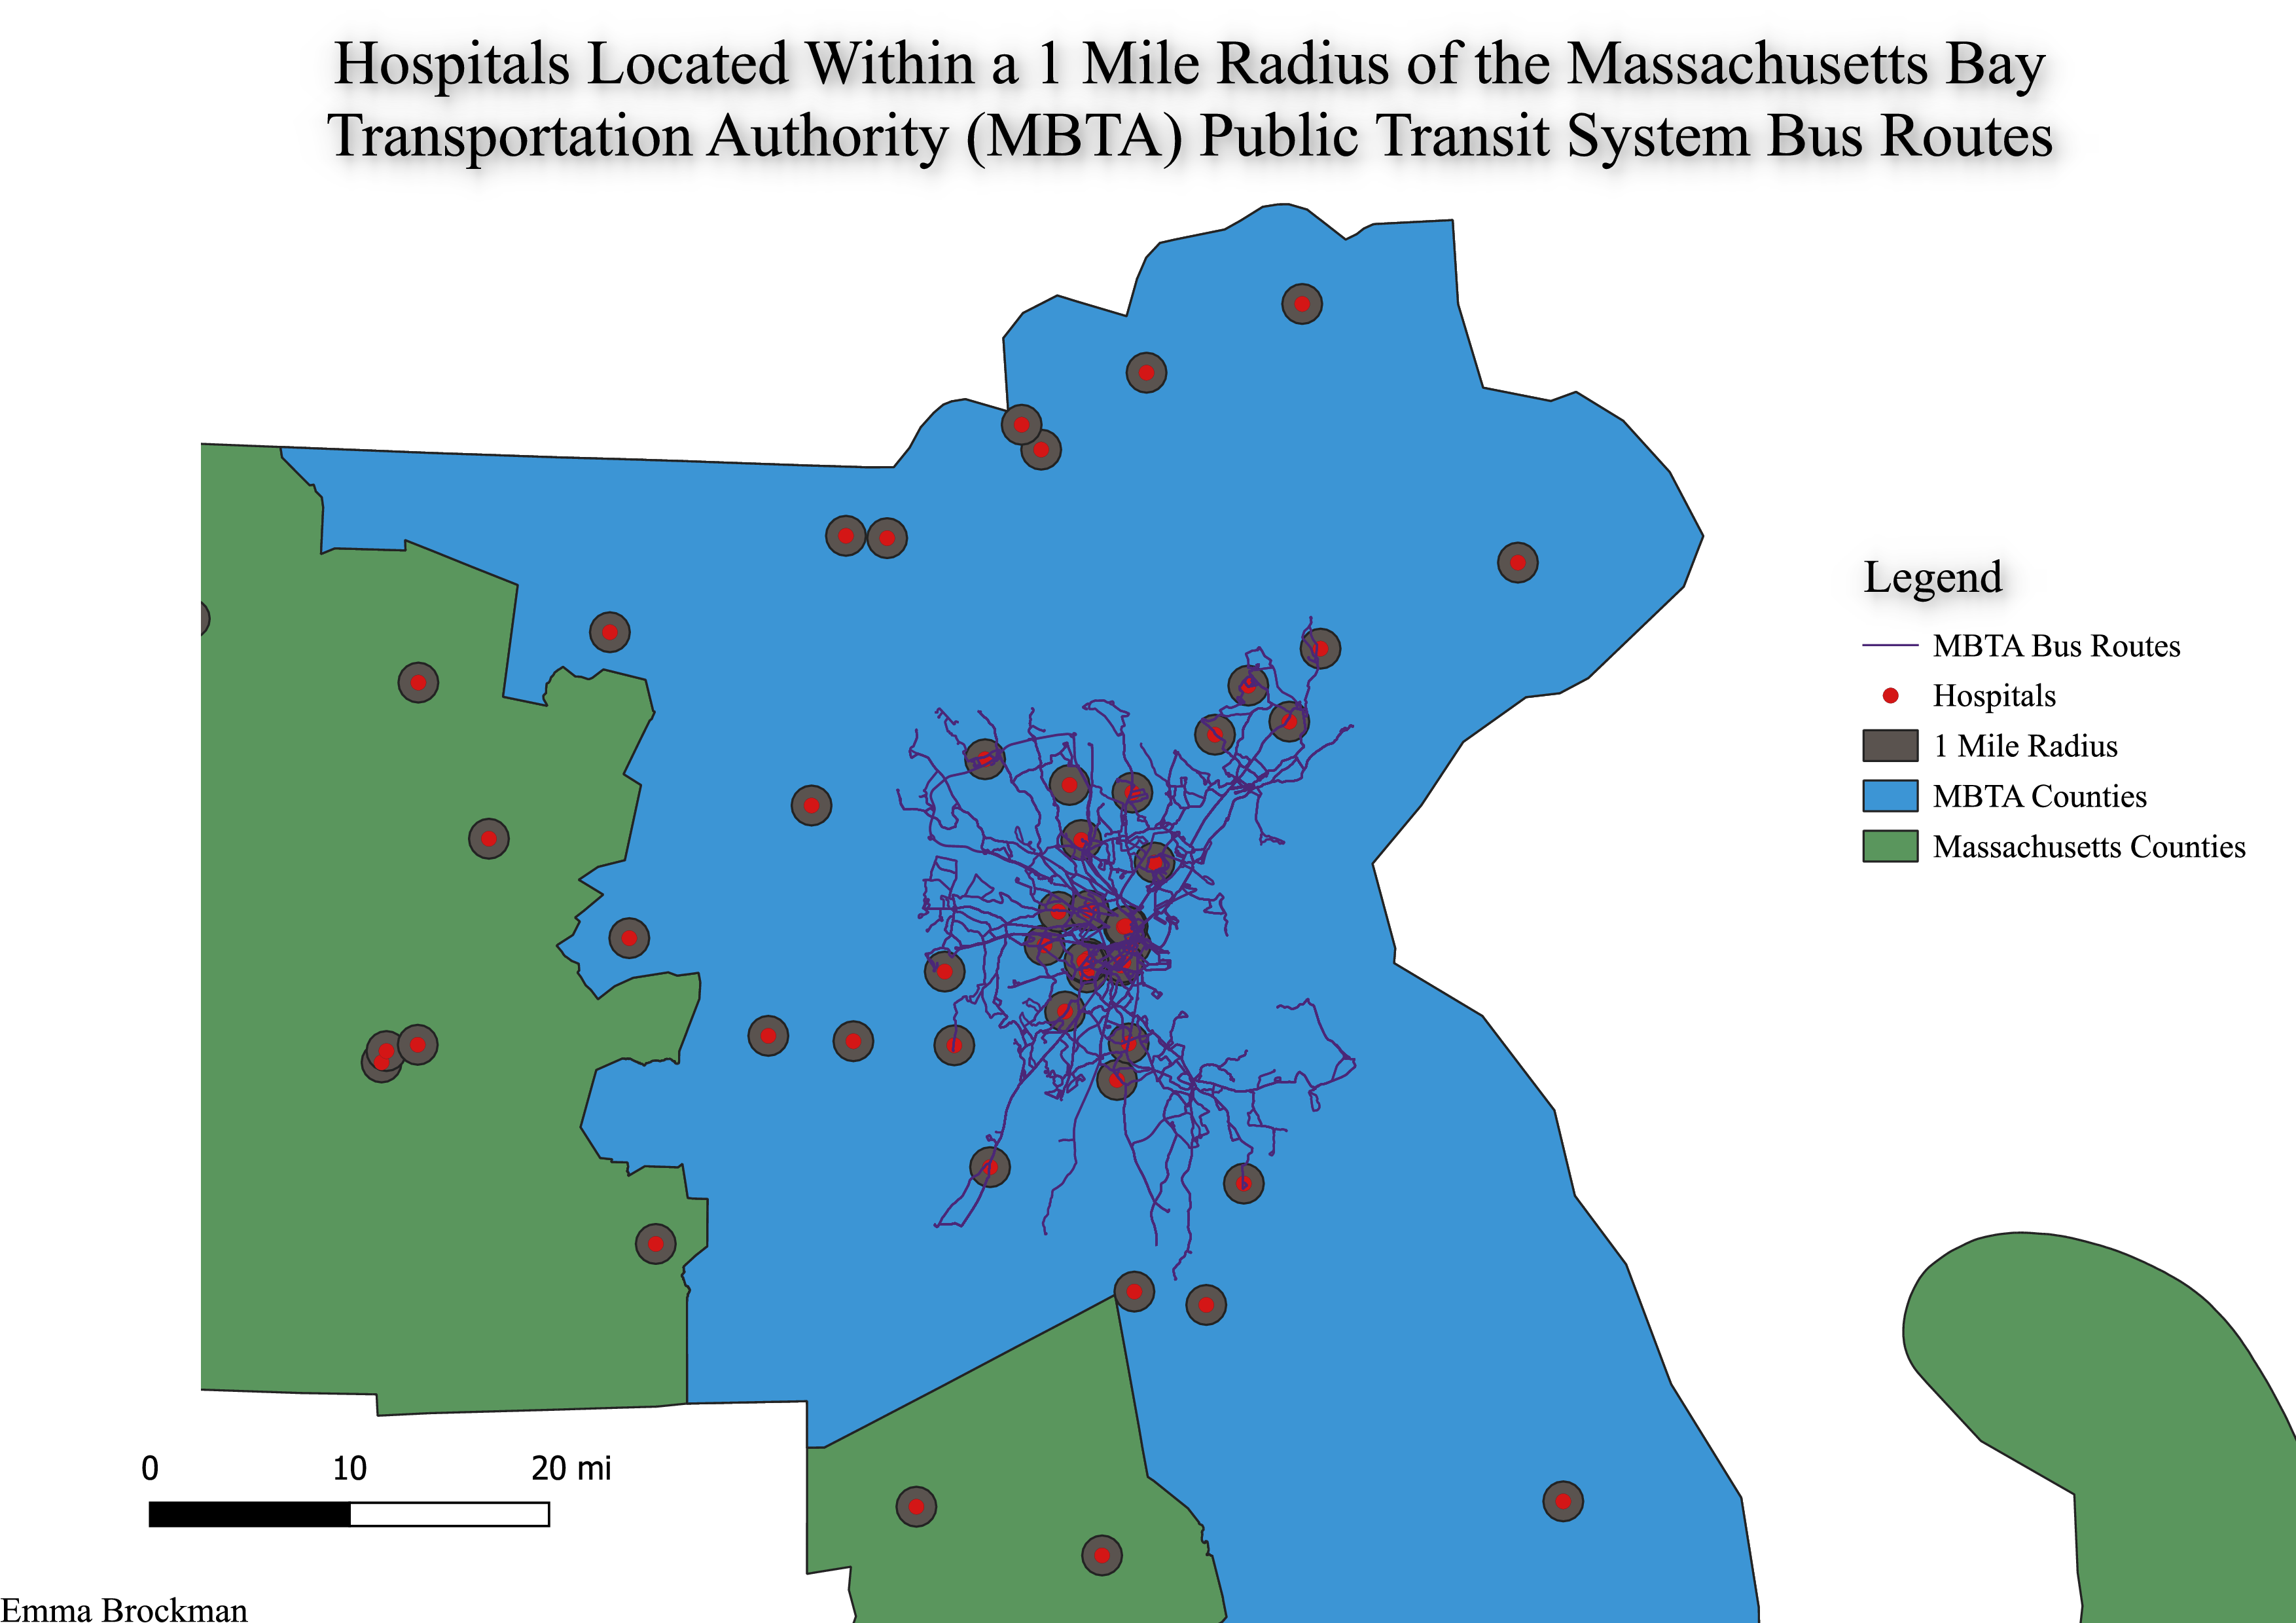 Hospitals Located Within a 1 Mile Radius of the Massachusetts Bay
Transportation Authority (MBTA) Public Transit System Bus Routes
Legend
MBTA Bus Routes
Hospitals
1 Mile Radius
MBTA Counties
Massachusetts Counties
0 10 20 mi
Emma Brockman